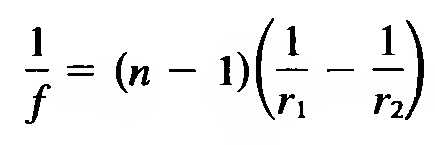 1/f = (n − 1)(1/r₁ − 1/r₂)